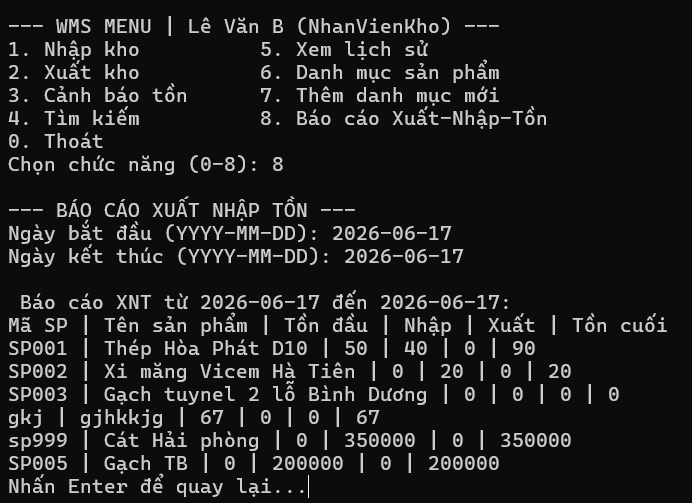 --- WMS MENU | Lê Văn B (NhanVienKho) ---
1. Nhập kho          5. Xem lịch sử
2. Xuất kho          6. Danh mục sản phẩm
3. Cảnh báo tồn      7. Thêm danh mục mới
4. Tìm kiếm          8. Báo cáo Xuất-Nhập-Tồn
0. Thoát
Chọn chức năng (0-8): 8

--- BÁO CÁO XUẤT NHẬP TỒN ---
Ngày bắt đầu (YYYY-MM-DD): 2026-06-17
Ngày kết thúc (YYYY-MM-DD): 2026-06-17

 Báo cáo XNT từ 2026-06-17 đến 2026-06-17:
Mã SP | Tên sản phẩm | Tồn đầu | Nhập | Xuất | Tồn cuối
SP001 | Thép Hòa Phát D10 | 50 | 40 | 0 | 90
SP002 | Xi măng Vicem Hà Tiên | 0 | 20 | 0 | 20
SP003 | Gạch tuynel 2 lỗ Bình Dương | 0 | 0 | 0 | 0
gkj | gjhkkjg | 67 | 0 | 0 | 67
sp999 | Cát Hải phòng | 0 | 350000 | 0 | 350000
SP005 | Gạch TB | 0 | 200000 | 0 | 200000
Nhấn Enter để quay lại...